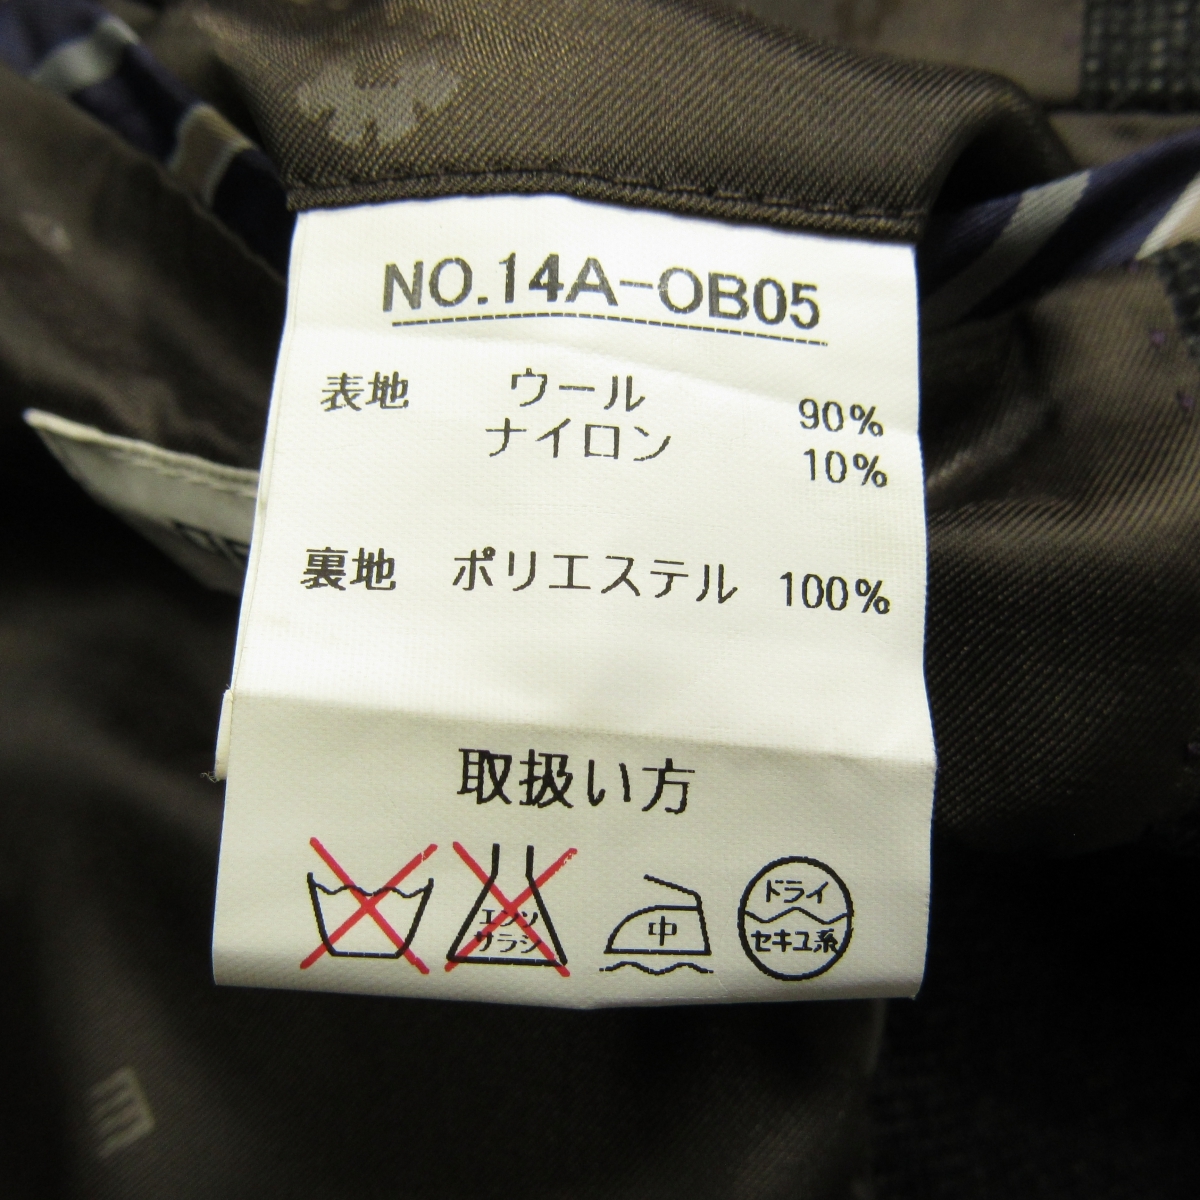 NO.14A-OB05
表地 ウール 90%
ナイロン 10%
裏地 ポリエステル 100%
取扱い方
エンソ
サラシ
中
ドライ
セキユ系